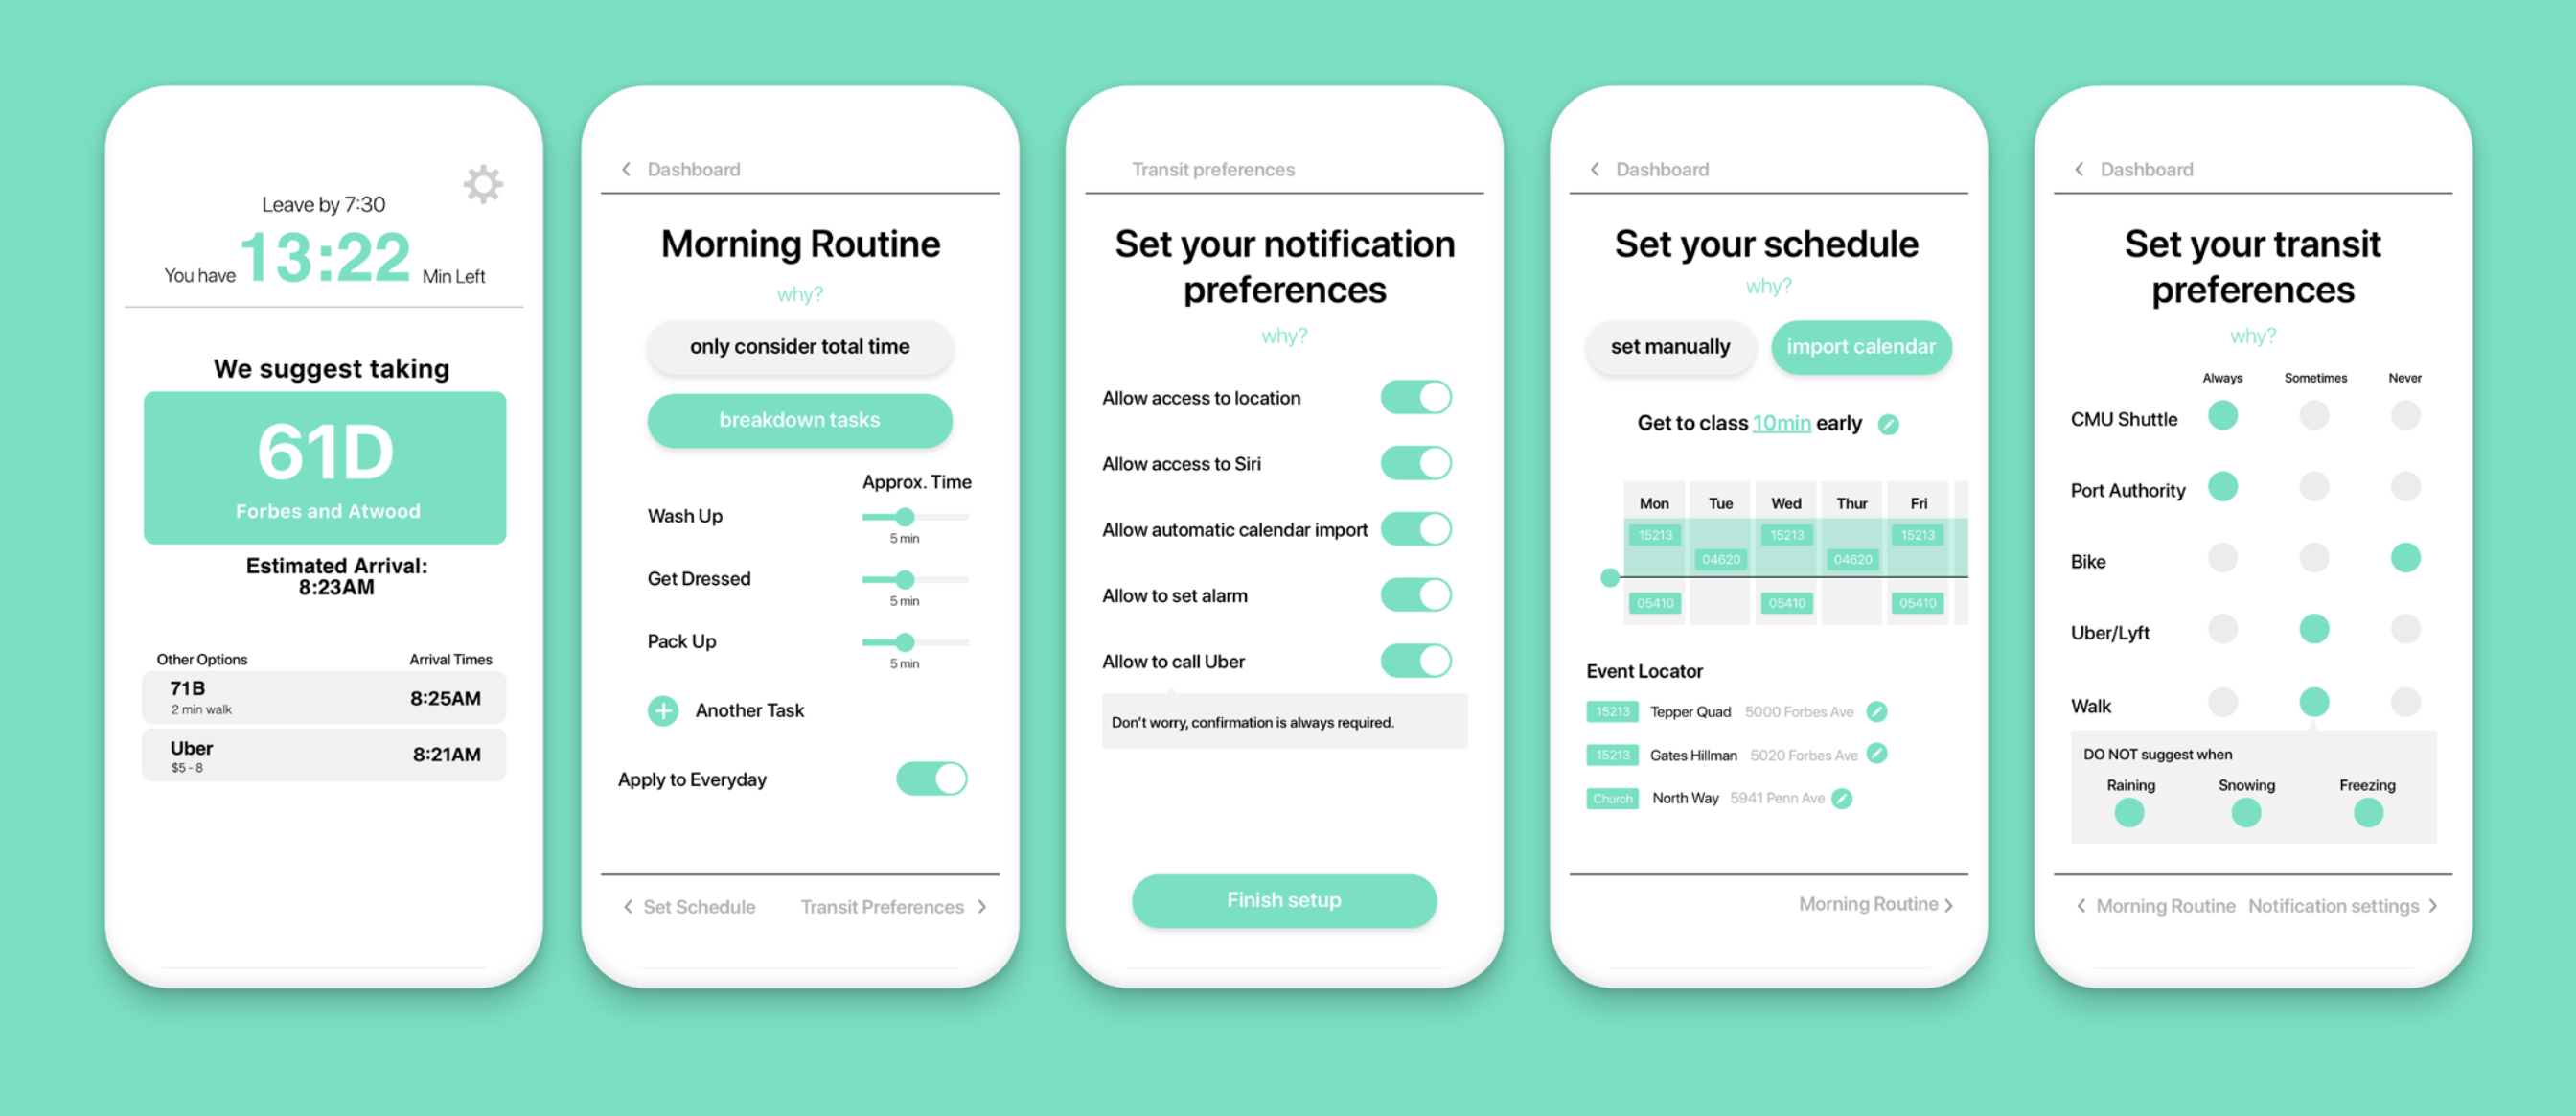 Leave by 7:30
You have 13:22 Min Left
We suggest taking
61D
Forbes and Atwood
Estimated Arrival:
8:23AM
Other Options Arrival Times
71B
2 min walk
8:25AM
Uber
$5 - 8
8:21AM
Dashboard
Morning Routine
why?
only consider total time
breakdown tasks
Approx. Time
Wash Up
5 min
Get Dressed
5 min
Pack Up
5 min
Another Task
Apply to Everyday
Set Schedule Transit Preferences
Transit preferences
Set your notification
preferences
why?
Allow access to location
Allow access to Siri
Allow automatic calendar import
Allow to set alarm
Allow to call Uber
Don't worry, confirmation is always required.
Finish setup
Dashboard
Set your schedule
why?
set manually import calendar
Get to class 10min early
Mon Tue Wed Thur Fri
15213 15213 15213
04620 04620
05410 05410 05410
Event Locator
15213 Tepper Quad 5000 Forbes Ave
15213 Gates Hillman 5020 Forbes Ave
Church North Way 5941 Penn Ave
Morning Routine
Dashboard
Set your transit
preferences
why?
Always Sometimes Never
CMU Shuttle
Port Authority
Bike
Uber/Lyft
Walk
DO NOT suggest when
Raining Snowing Freezing
Morning Routine Notification settings